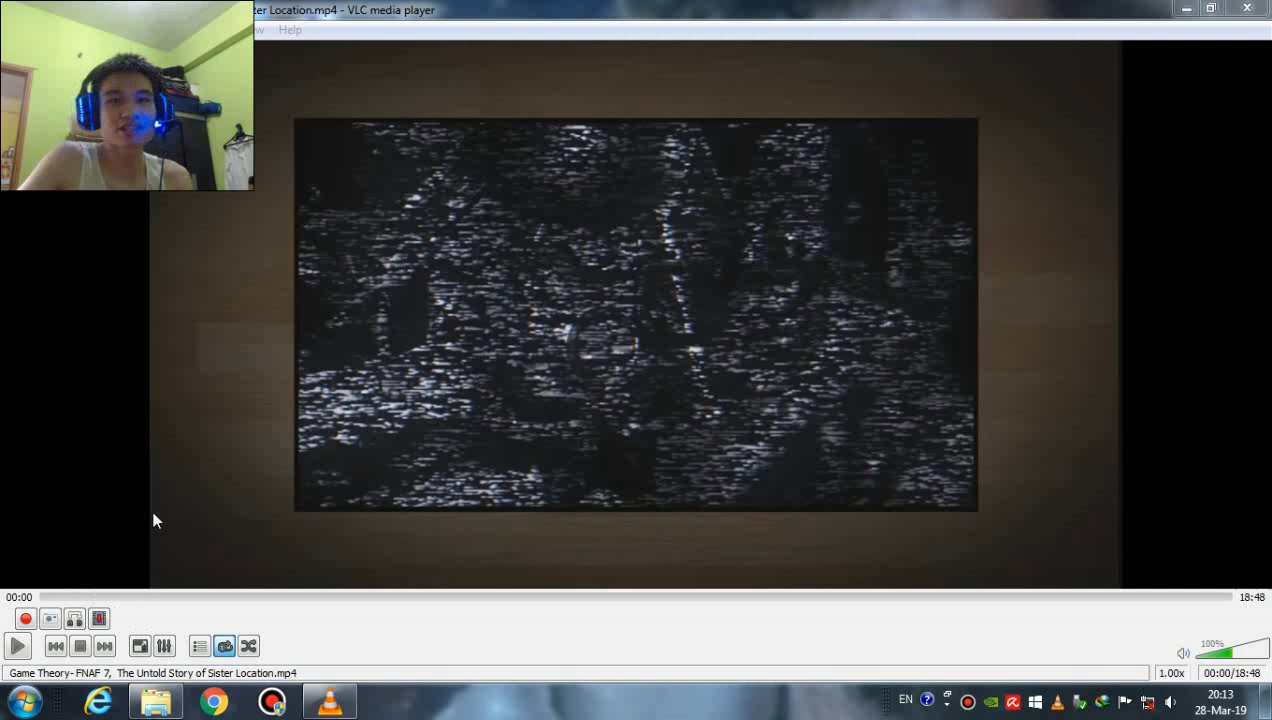 ter Location.mp4 - VLC media player
w Help
00:00 18:48
100%
Game Theory- FNAF 7, The Untold Story of Sister Location.mp4 1.00x 00:00/18:48
EN 20:13
28-Mar-19